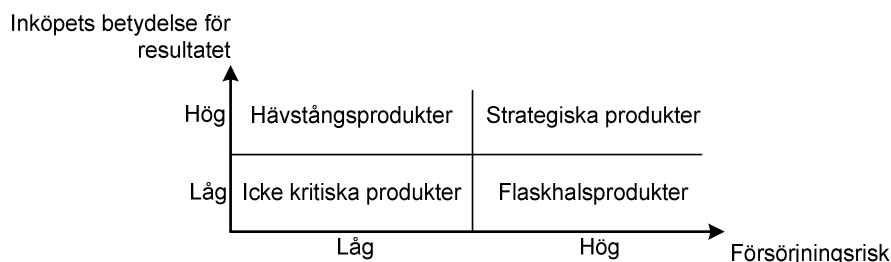 Inköpets betydelse för
resultatet
Hög Hävstångsprodukter Strategiska produkter
Låg Icke kritiska produkter Flaskhalsprodukter
Låg Hög
Försörjningsrisk